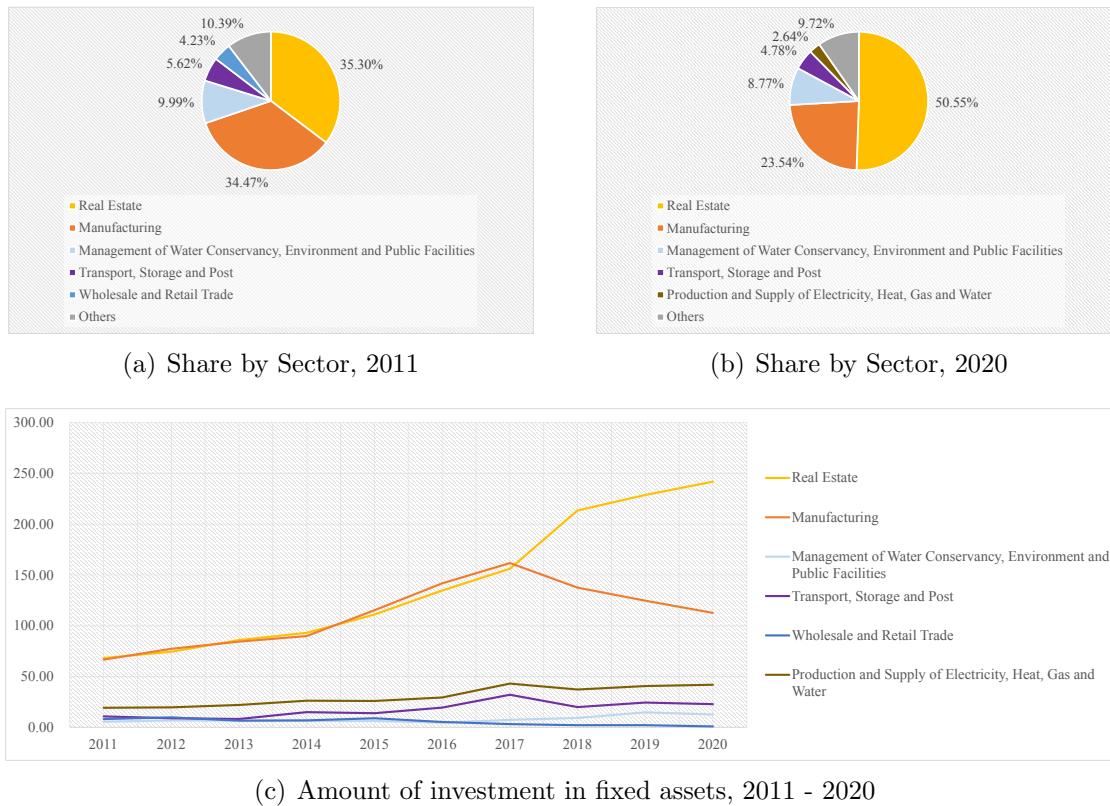 10.39%
4.23%
5.62%
9.99%
35.30%
34.47%
Real Estate
Manufacturing
Management of Water Conservancy, Environment and Public Facilities
Transport, Storage and Post
Wholesale and Retail Trade
Others
(a) Share by Sector, 2011
9.72%
2.64%
4.78%
8.77%
50.55%
23.54%
Real Estate
Manufacturing
Management of Water Conservancy, Environment and Public Facilities
Transport, Storage and Post
Production and Supply of Electricity, Heat, Gas and Water
Others
(b) Share by Sector, 2020
300.00
250.00
200.00
150.00
100.00
50.00
0.00
2011 2012 2013 2014 2015 2016 2017 2018 2019 2020
Real Estate
Manufacturing
Management of Water Conservancy, Environment and
Public Facilities
Transport, Storage and Post
Wholesale and Retail Trade
Production and Supply of Electricity, Heat, Gas and
Water
(c) Amount of investment in fixed assets, 2011 - 2020